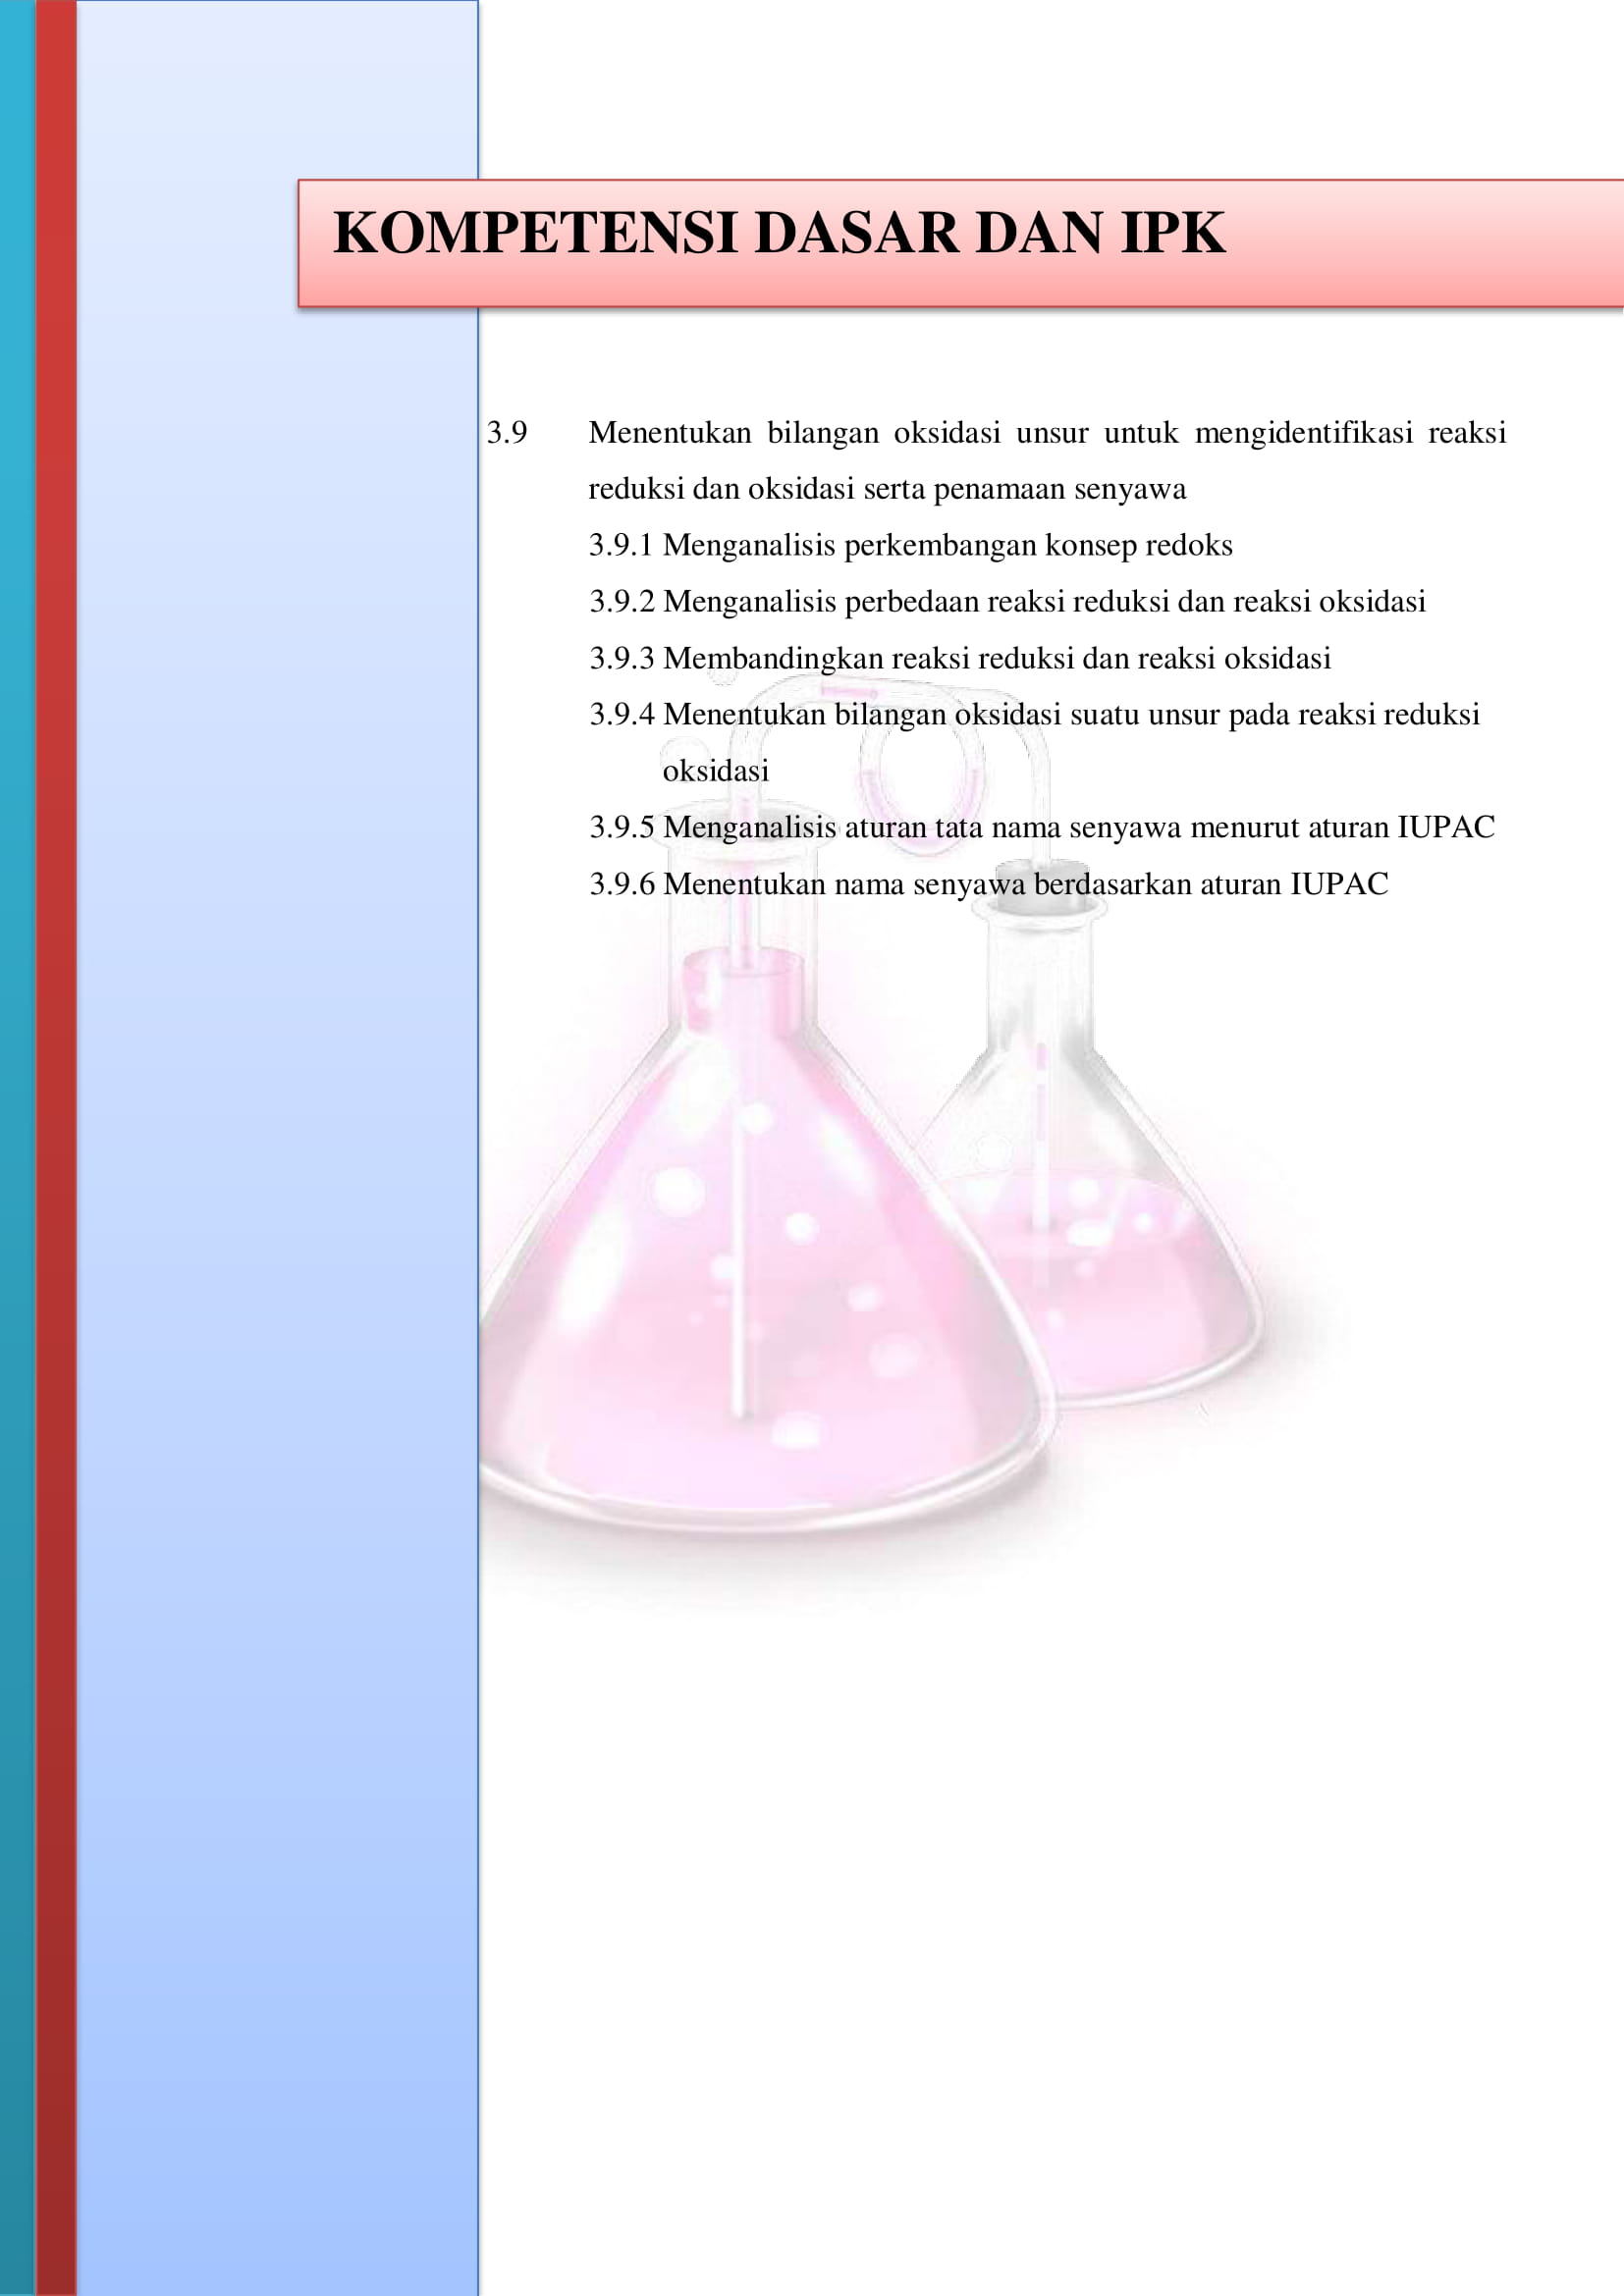 KOMPETENSI DASAR DAN IPK
3.9 Menentukan bilangan oksidasi unsur untuk mengidentifikasi reaksi
reduksi dan oksidasi serta penamaan senyawa
3.9.1 Menganalisis perkembangan konsep redoks
3.9.2 Menganalisis perbedaan reaksi reduksi dan reaksi oksidasi
3.9.3 Membandingkan reaksi reduksi dan reaksi oksidasi
3.9.4 Menentukan bilangan oksidasi suatu unsur pada reaksi reduksi
oksidasi
3.9.5 Menganalisis aturan tata nama senyawa menurut aturan IUPAC
3.9.6 Menentukan nama senyawa berdasarkan aturan IUPAC